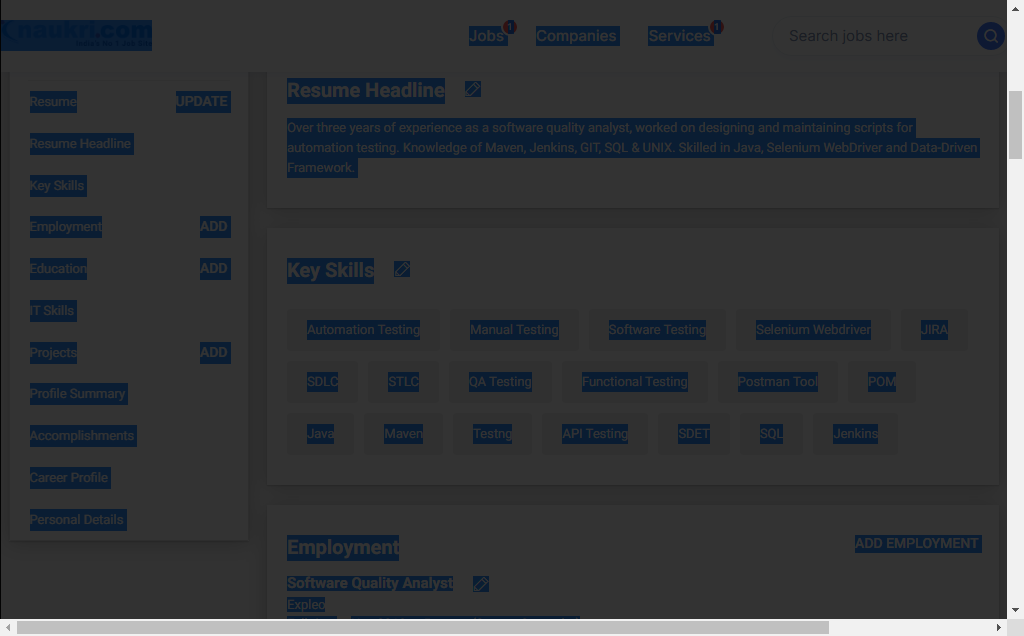 naukri.com
Jobs 1 Companies Services 1 Search jobs here
Resume UPDATE
Resume Headline
Key Skills
Employment ADD
Education ADD
IT Skills
Projects ADD
Profile Summary
Accomplishments
Career Profile
Personal Details
Resume Headline
Over three years of experience as a software quality analyst, worked on designing and maintaining scripts for
automation testing. Knowledge of Maven, Jenkins, GIT, SQL & UNIX. Skilled in Java, Selenium WebDriver and Data-Driven
Framework.
Key Skills
Automation Testing Manual Testing Software Testing Selenium Webdriver JIRA
SDLC STLC QA Testing Functional Testing Postman Tool POM
Java Maven Testng API Testing SDET SQL Jenkins
Employment ADD EMPLOYMENT
Software Quality Analyst
Expleo